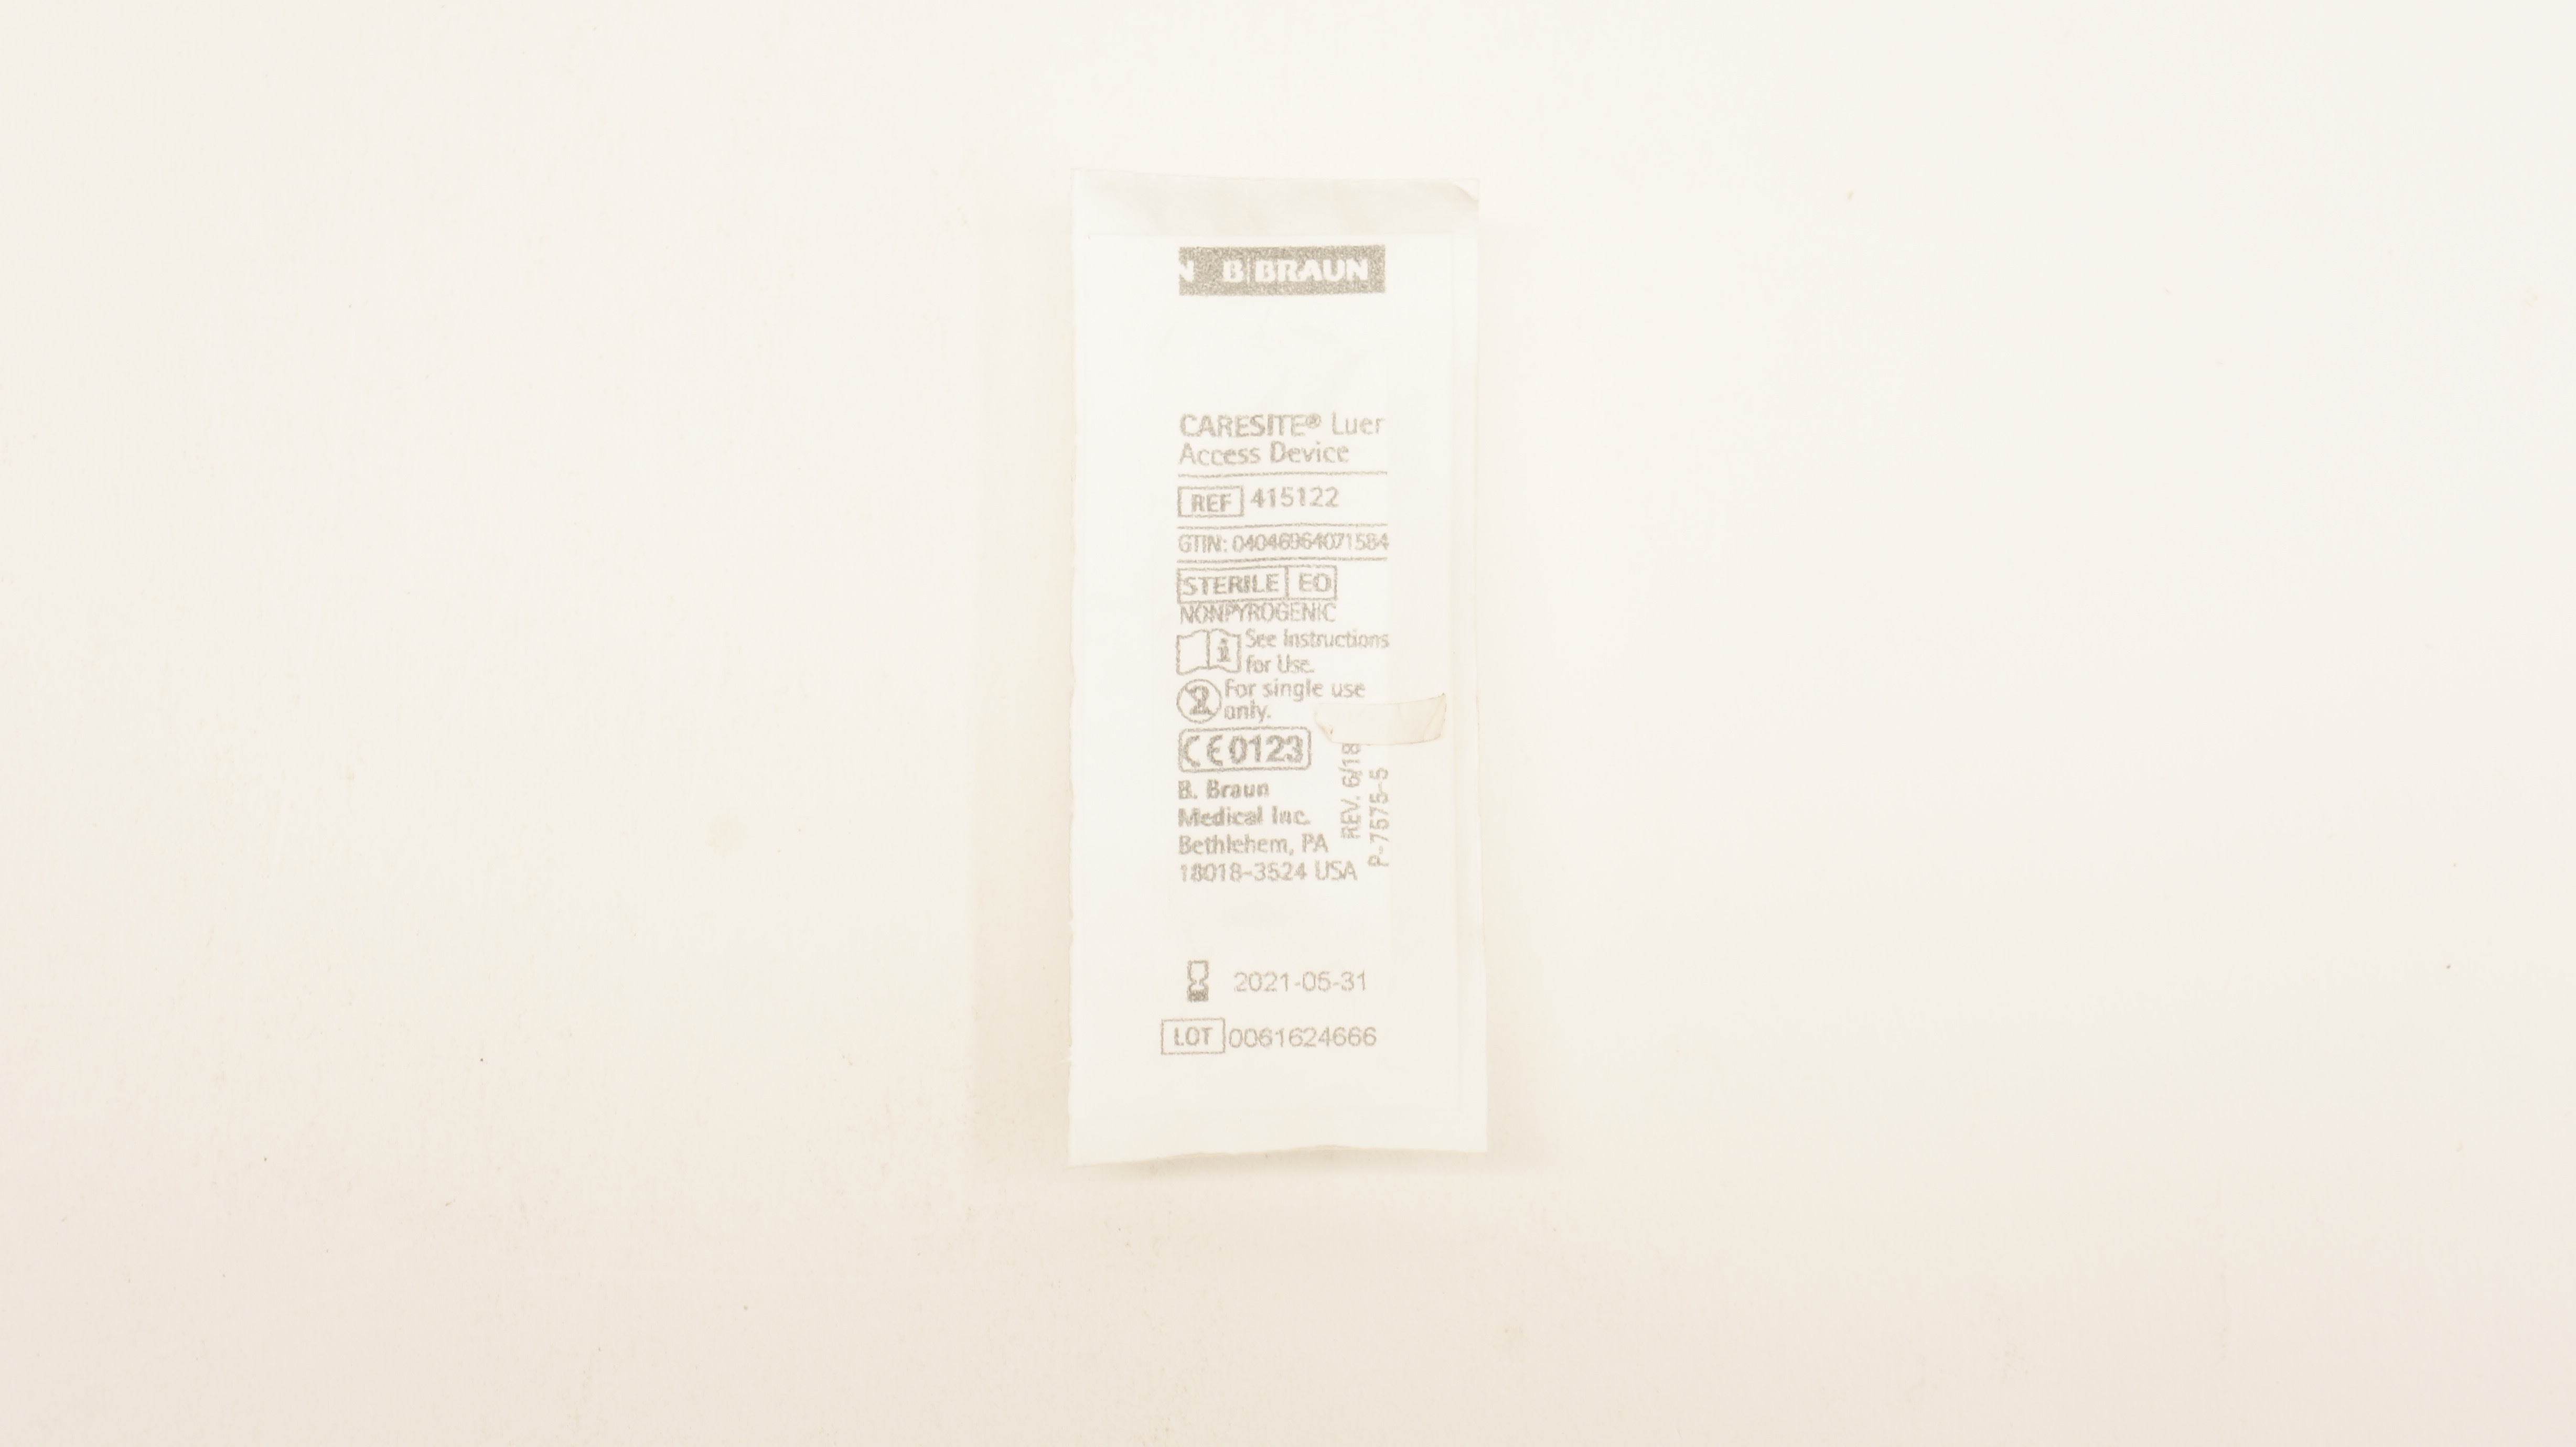 N B BRAUN
CARESITE® Luer
Access Device
REF 415122
GTIN: 04046964071584
STERILE EO
NONPYROGENIC
i See Instructions
for Use.
2 For single use
only.
CE 0123
B. Braun
Medical Inc.
Bethlehem, PA
18018-3524 USA
REV. 6/18
P-7575-5
2021-05-31
LOT 0061624666